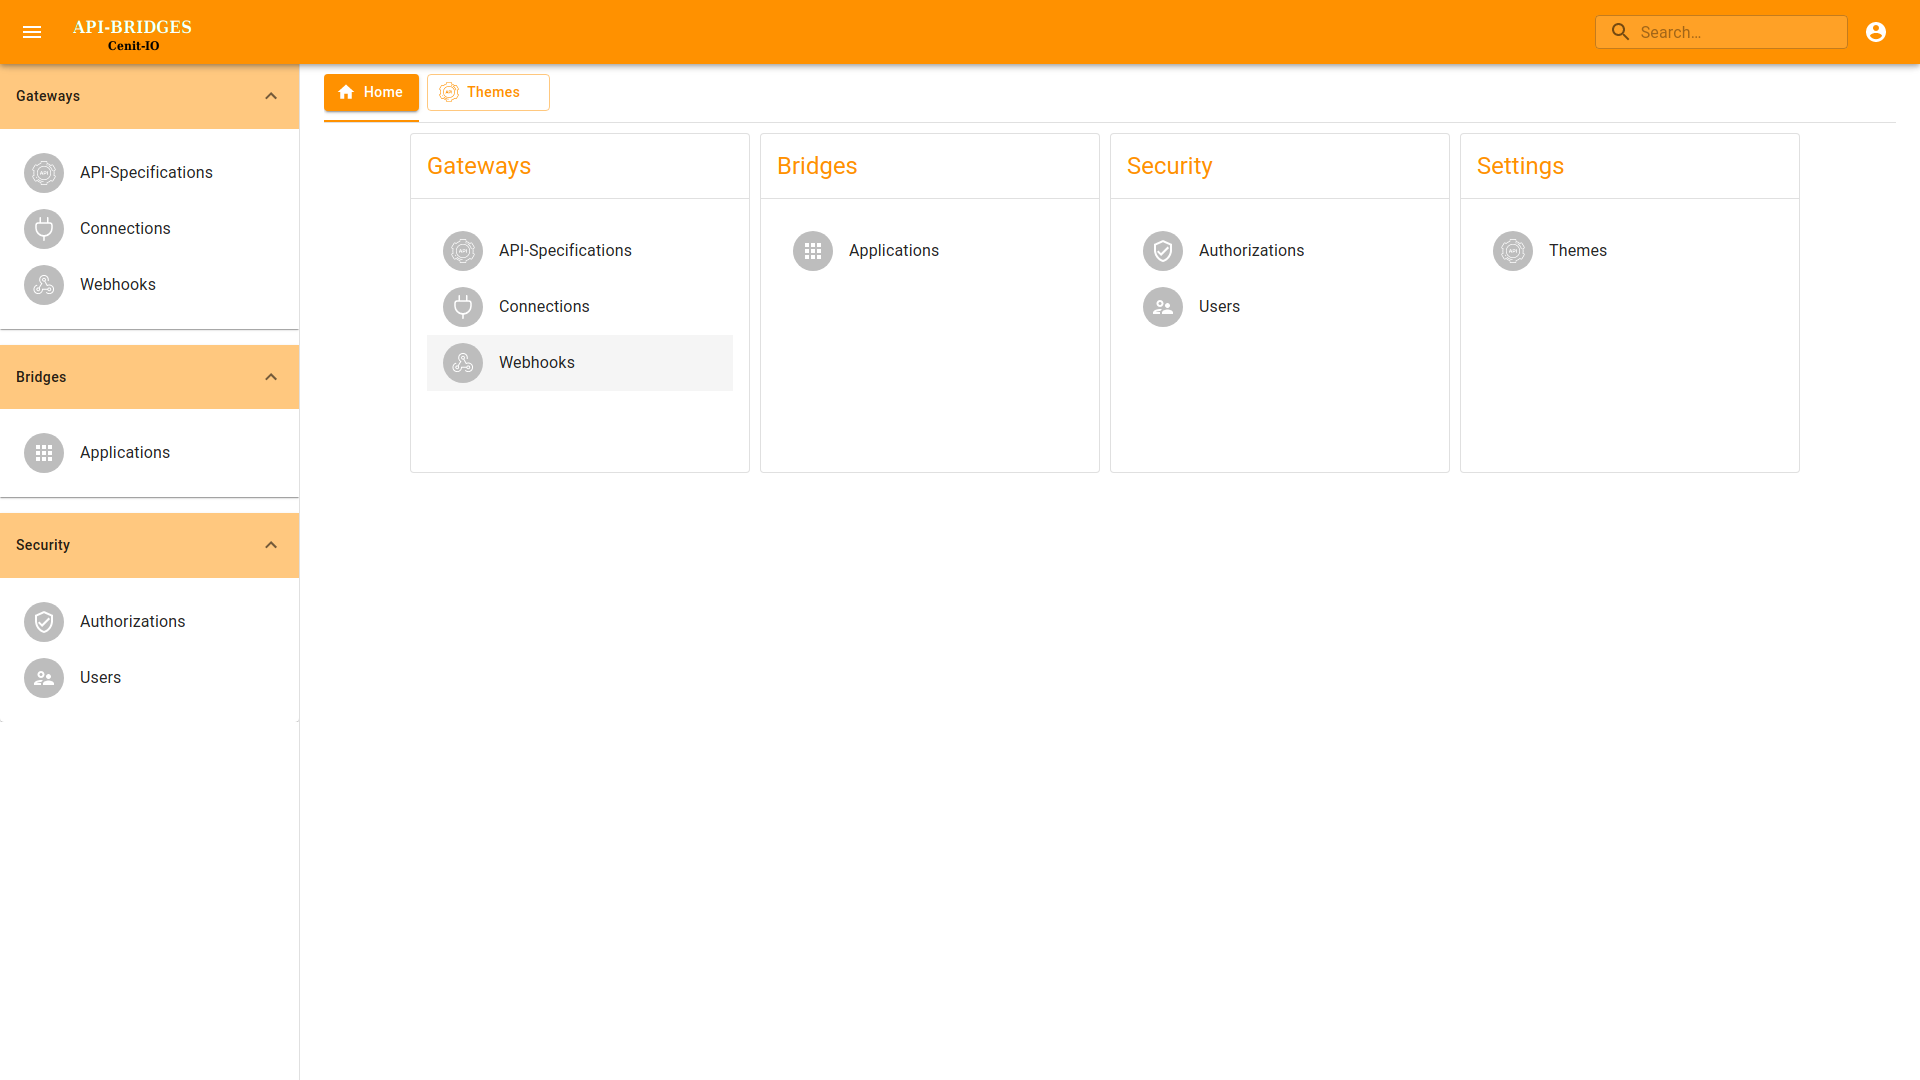 API-BRIDGES
Cenit-IO
Search...
Gateways
API-Specifications
Connections
Webhooks
Bridges
Applications
Security
Authorizations
Users
Home
Themes
Gateways
API-Specifications
Connections
Webhooks
Bridges
Applications
Security
Authorizations
Users
Settings
Themes